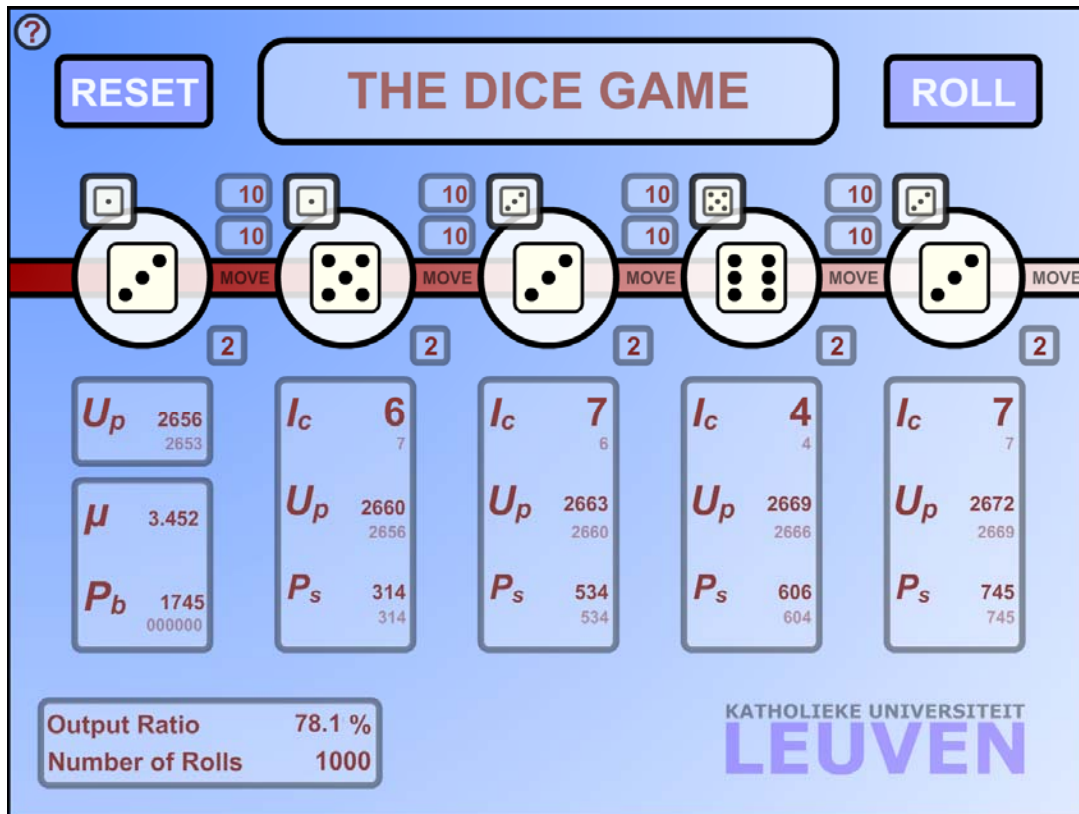 ?
RESET
THE DICE GAME
ROLL
10
10
10
10
10
10
10
10
MOVE
MOVE
MOVE
MOVE
MOVE
2
2
2
2
2
Up 2656
2653
μ 3.452
Pb 1745
000000
Ic 6
7
Up 2660
2656
Ps 314
314
Ic 7
6
Up 2663
2660
Ps 534
534
Ic 4
4
Up 2669
2666
Ps 606
604
Ic 7
7
Up 2672
2669
Ps 745
745
Output Ratio 78.1 %
Number of Rolls 1000
KATHOLIEKE UNIVERSITEIT
LEUVEN